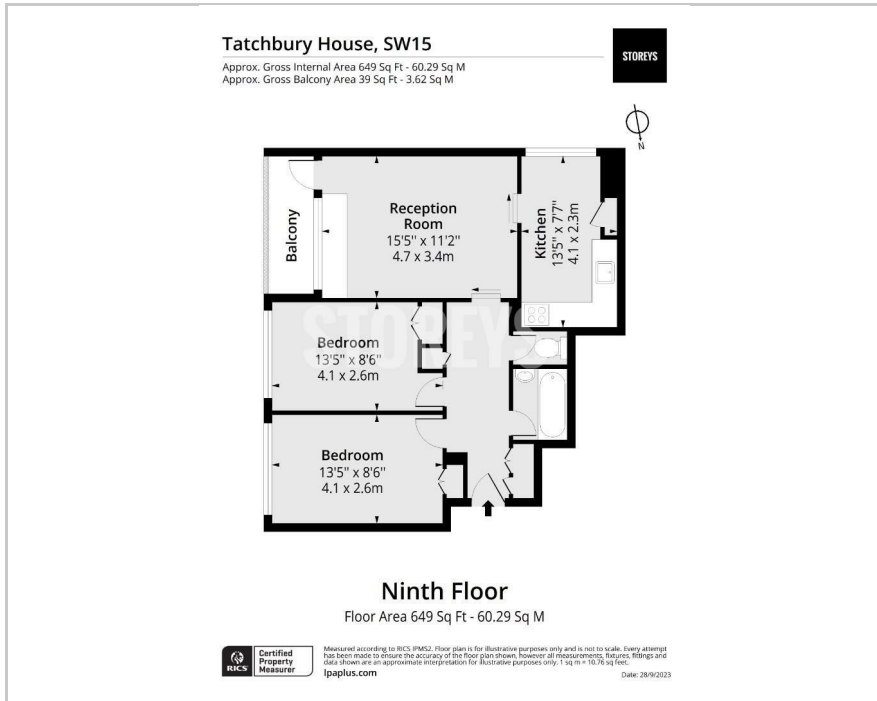 Tatchbury House, SW15
Approx. Gross Internal Area 649 Sq Ft - 60.29 Sq M
Approx. Gross Balcony Area 39 Sq Ft - 3.62 Sq M
STOREYS
N
Balcony
Reception
Room
15'5" x 11'2"
4.7 x 3.4m
Kitchen
13'5" x 7'7"
4.1 x 2.3m
STOREYS
Bedroom
13'5" x 8'6"
4.1 x 2.6m
Bedroom
13'5" x 8'6"
4.1 x 2.6m
Ninth Floor
Floor Area 649 Sq Ft - 60.29 Sq M
RICS
Certified
Property
Measurer
Measured according to RICS IPMS2. Floor plan is for illustrative purposes only and is not to scale. Every attempt
has been made to ensure the accuracy of the floor plan shown, however all measurements, fixtures, fittings and
data shown are an approximate interpretation for illustrative purposes only. 1 sq m = 10.76 sq feet.
lpaplus.com
Date: 28/9/2023